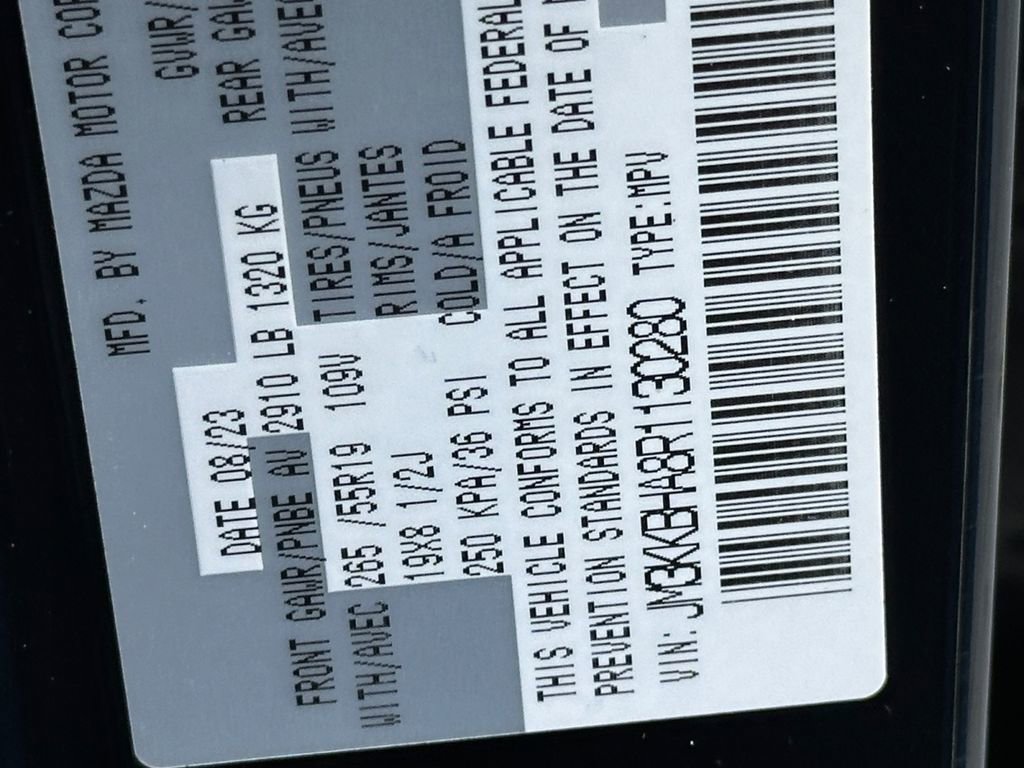 MFD. BY MAZDA MOTOR COR
DATE 08/23 GVWR/
FRONT GAWR/PNBE AV 2910 LB 1320 KG REAR GAW
WITH/AVEC 265 /55R19 109V TIRES/PNEUS WITH/AVE
19X8 1/2J RIMS/JANTES
250 KPA/36 PSI COLD/A FROID
THIS VEHICLE CONFORMS TO ALL APPLICABLE FEDERAL
PREVENTION STANDARDS IN EFFECT ON THE DATE OF
VIN: JM3KKBHA8R1130280 TYPE:MPV